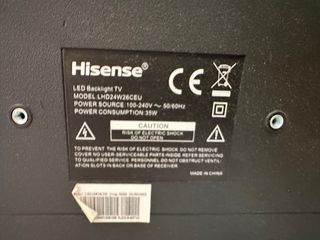 Hisense®
CE
LED Backlight TV
MODEL LHD24W26CEU
POWER SOURCE: 100-240V ~ 50/60Hz
POWER CONSUMPTION: 35W
CAUTION
RISK OF ELECTRIC SHOCK
DO NOT OPEN
TO PREVENT THE RISK OF ELECTRIC SHOCK, DO NOT REMOVE
COVER NO USER-SERVICEABLE PARTS INSIDE REFER SERVICING
TO QUALIFIED SERVICE PERSONNEL.DO NOT OBSTRUCT VENTIL-
ATION SLOTS IN BACK OR BASE OF RECEIVER.